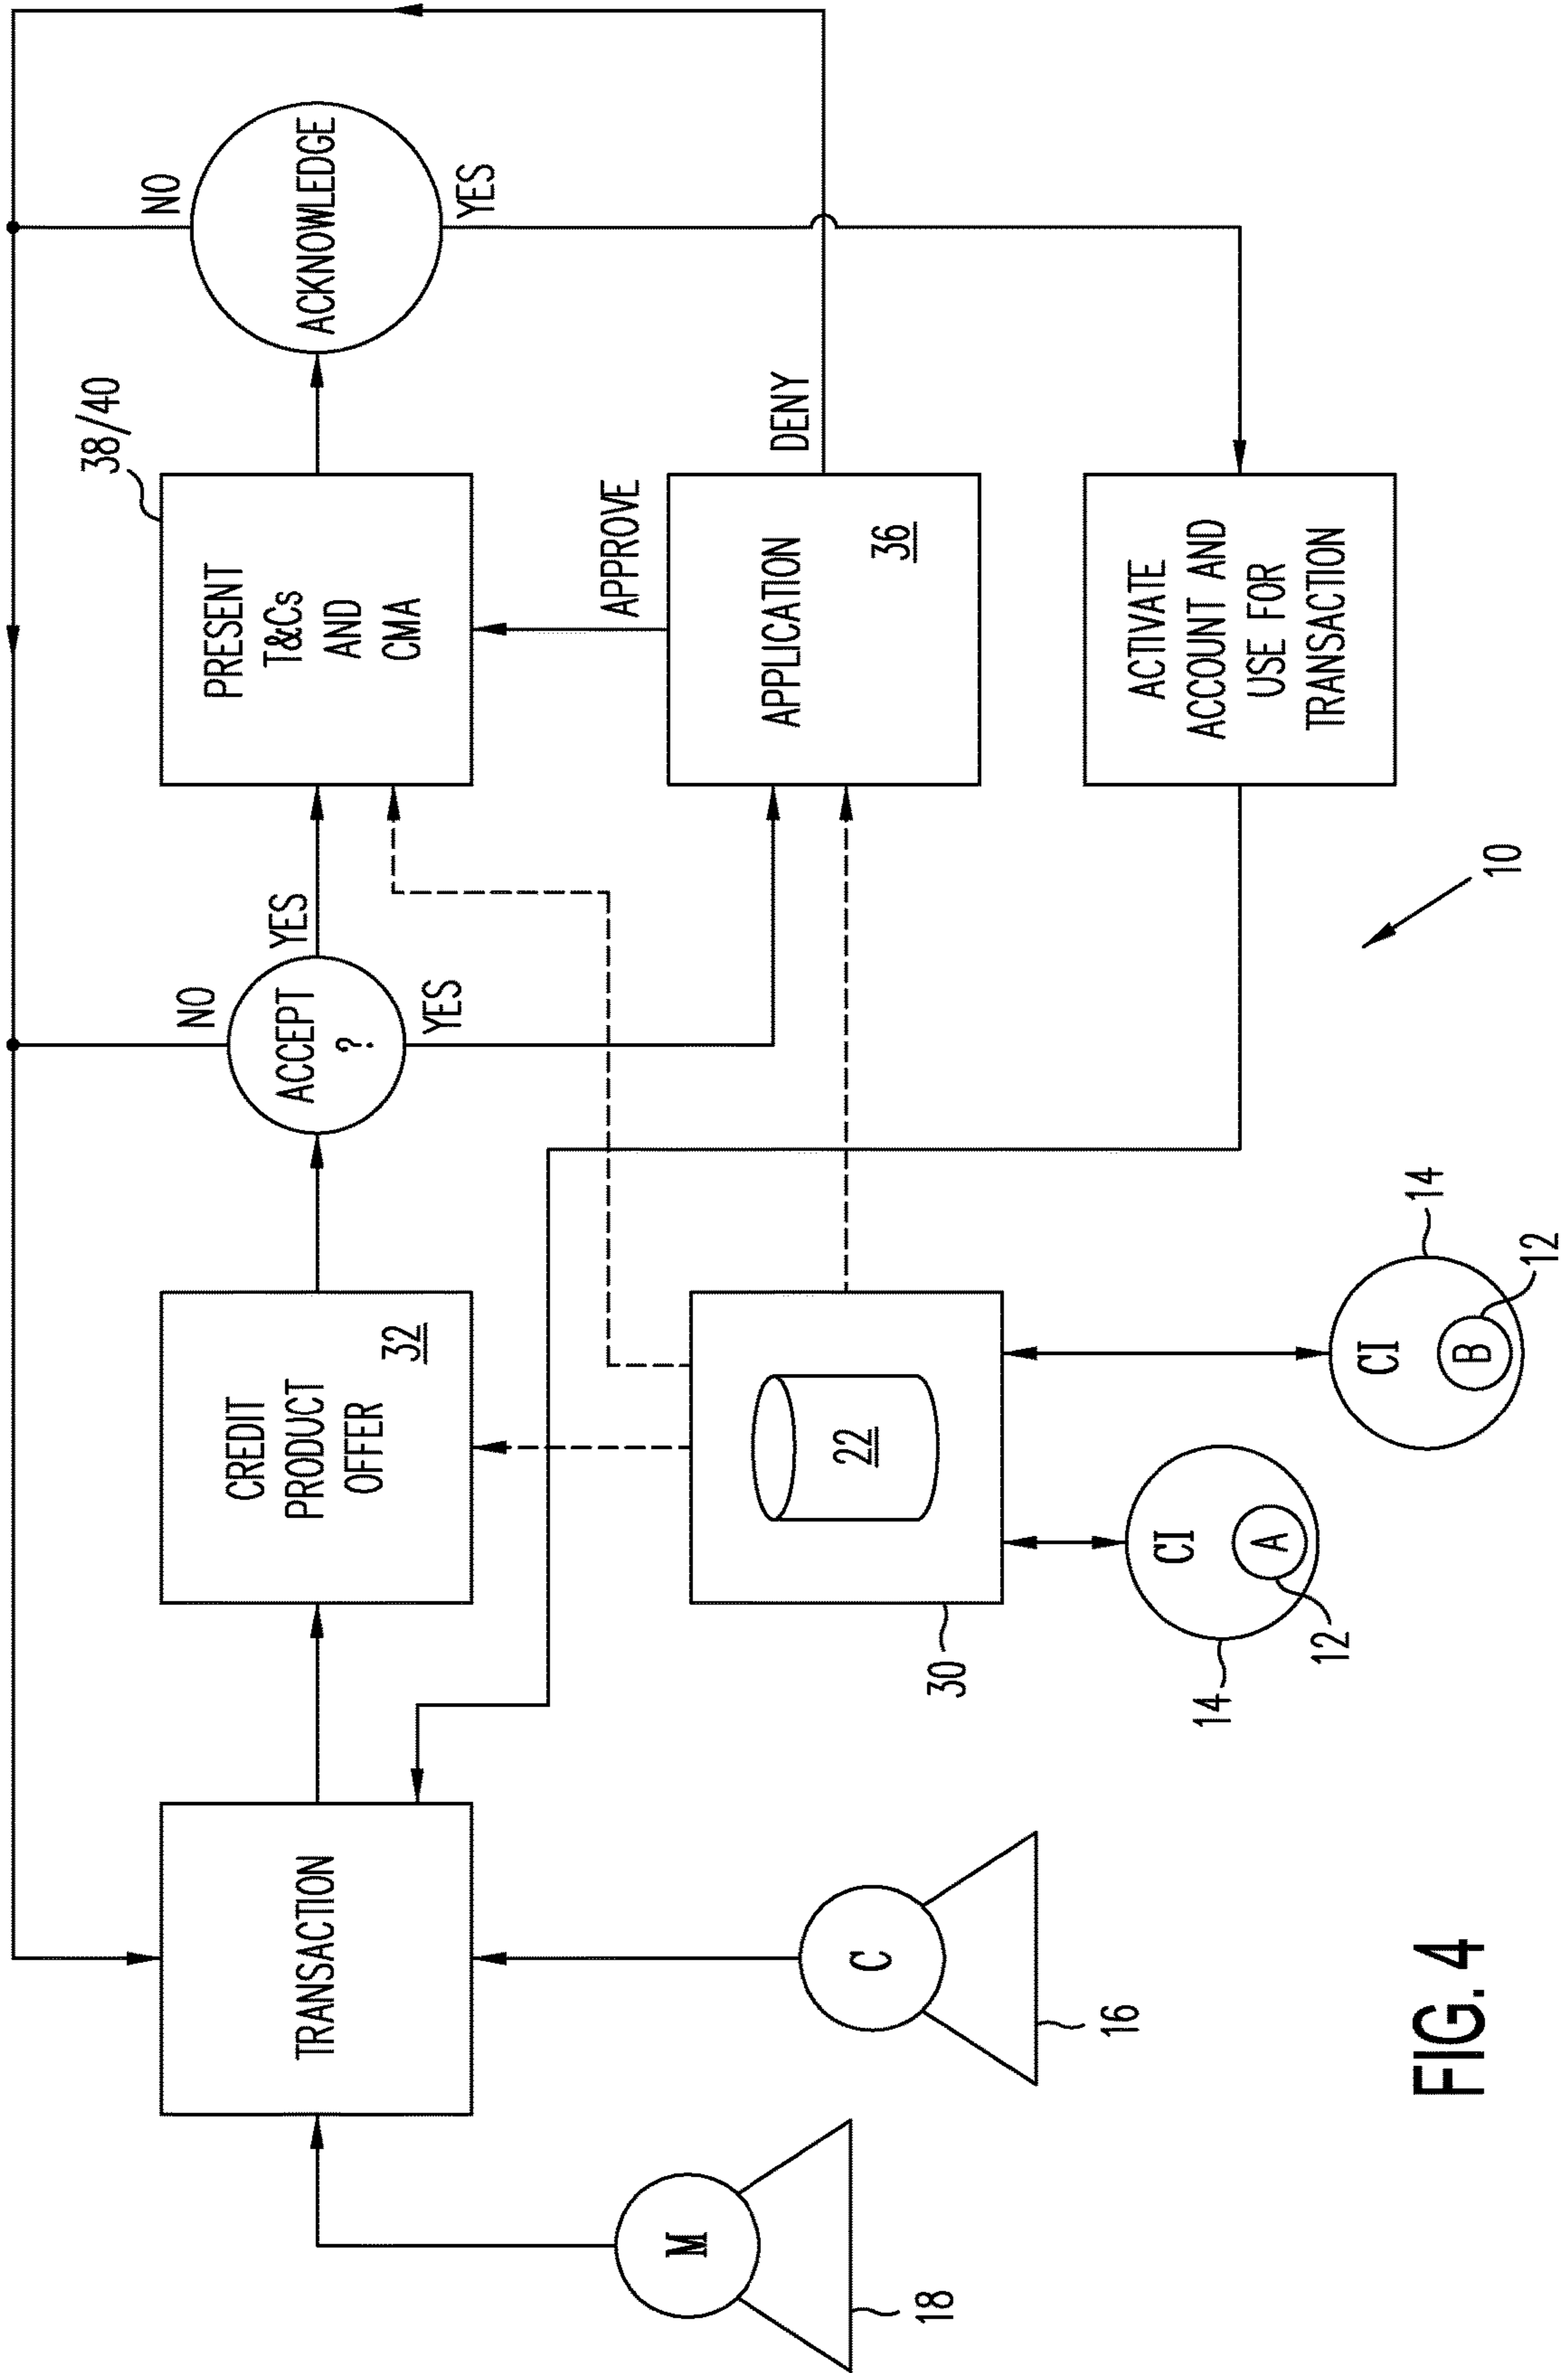 NO
NO
38/40
ACCEPT
?
YES
YES
PRESENT
T&Cs
AND
CMA
ACKNOWLEDGE
YES
TRANSACTION
CREDIT
PRODUCT
OFFER
32
APPROVE
DENY
M
18
C
16
22
30
APPLICATION
36
CI
A
14
12
CI
B
14
12
ACTIVATE
ACCOUNT AND
USE FOR
TRANSACTION
10
FIG. 4